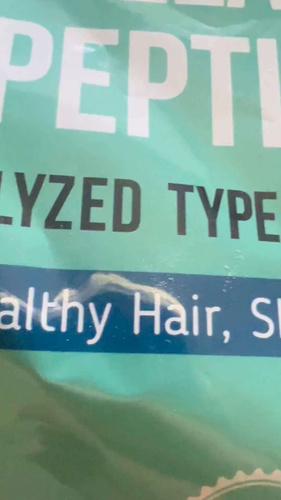 PEPTI
LYZED TYPE
althy Hair, S